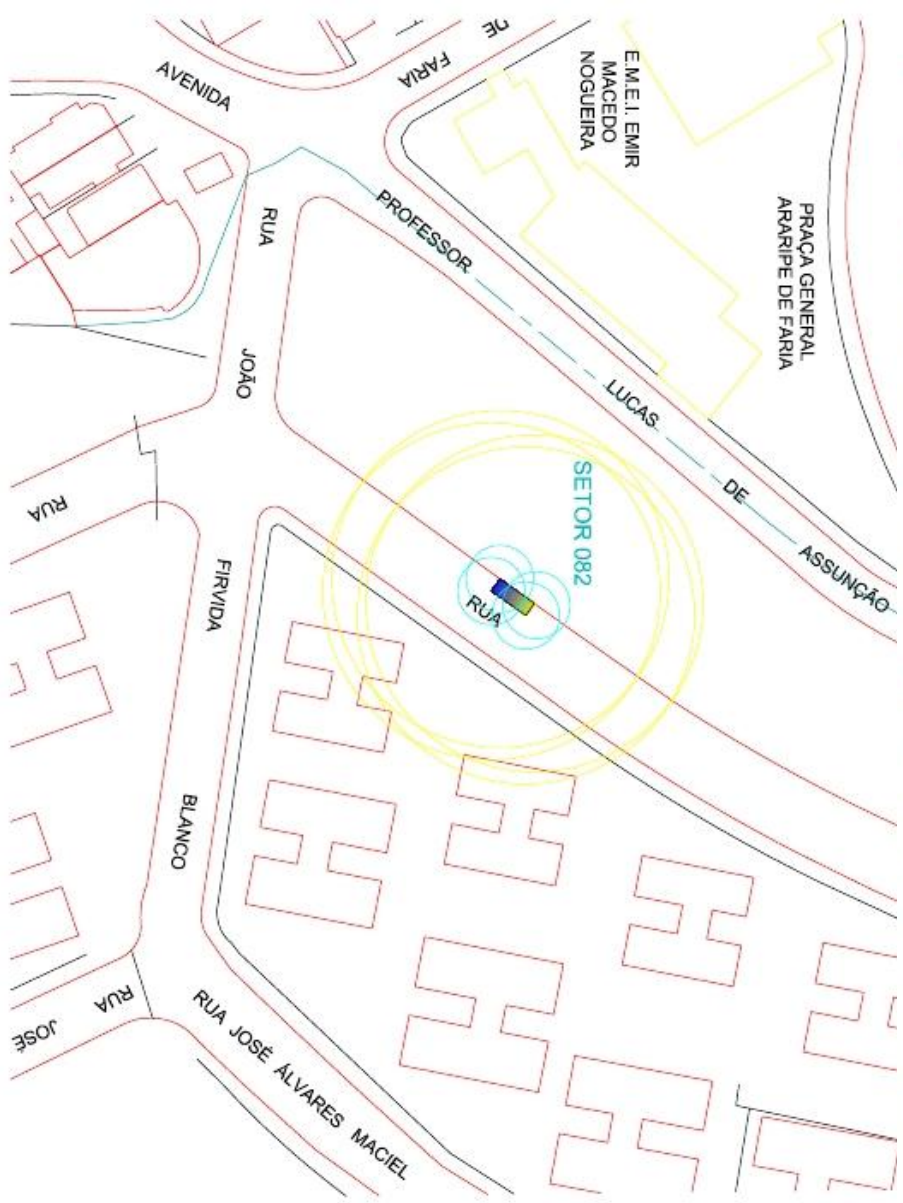 DE
FARIA
AVENIDA
E.M.E.I. EMIR
MACEDO
NOGUEIRA
PRAÇA GENERAL
ARARIPE DE FARIA
PROFESSOR
LUCAS
DE
ASSUNÇÃO
RUA
JOÃO
FIRVIDA
BLANCO
RUA
SETOR 082
RUA
RUA
JOSÉ
RUA JOSÉ ÁLVARES MACIEL